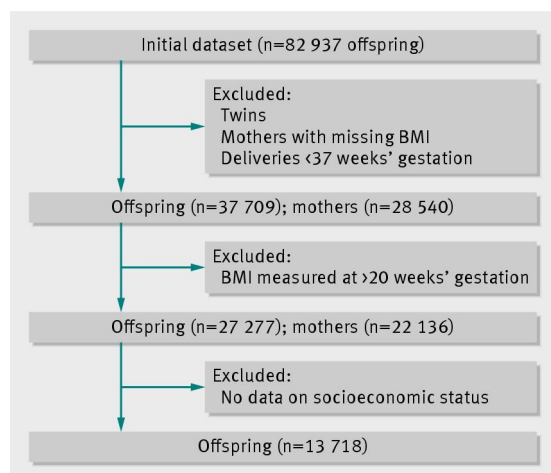 Initial dataset (n=82 937 offspring)
Excluded:
Twins
Mothers with missing BMI
Deliveries <37 weeks’ gestation
Offspring (n=37 709); mothers (n=28 540)
Excluded:
BMI measured at >20 weeks’ gestation
Offspring (n=27 277); mothers (n=22 136)
Excluded:
No data on socioeconomic status
Offspring (n=13 718)